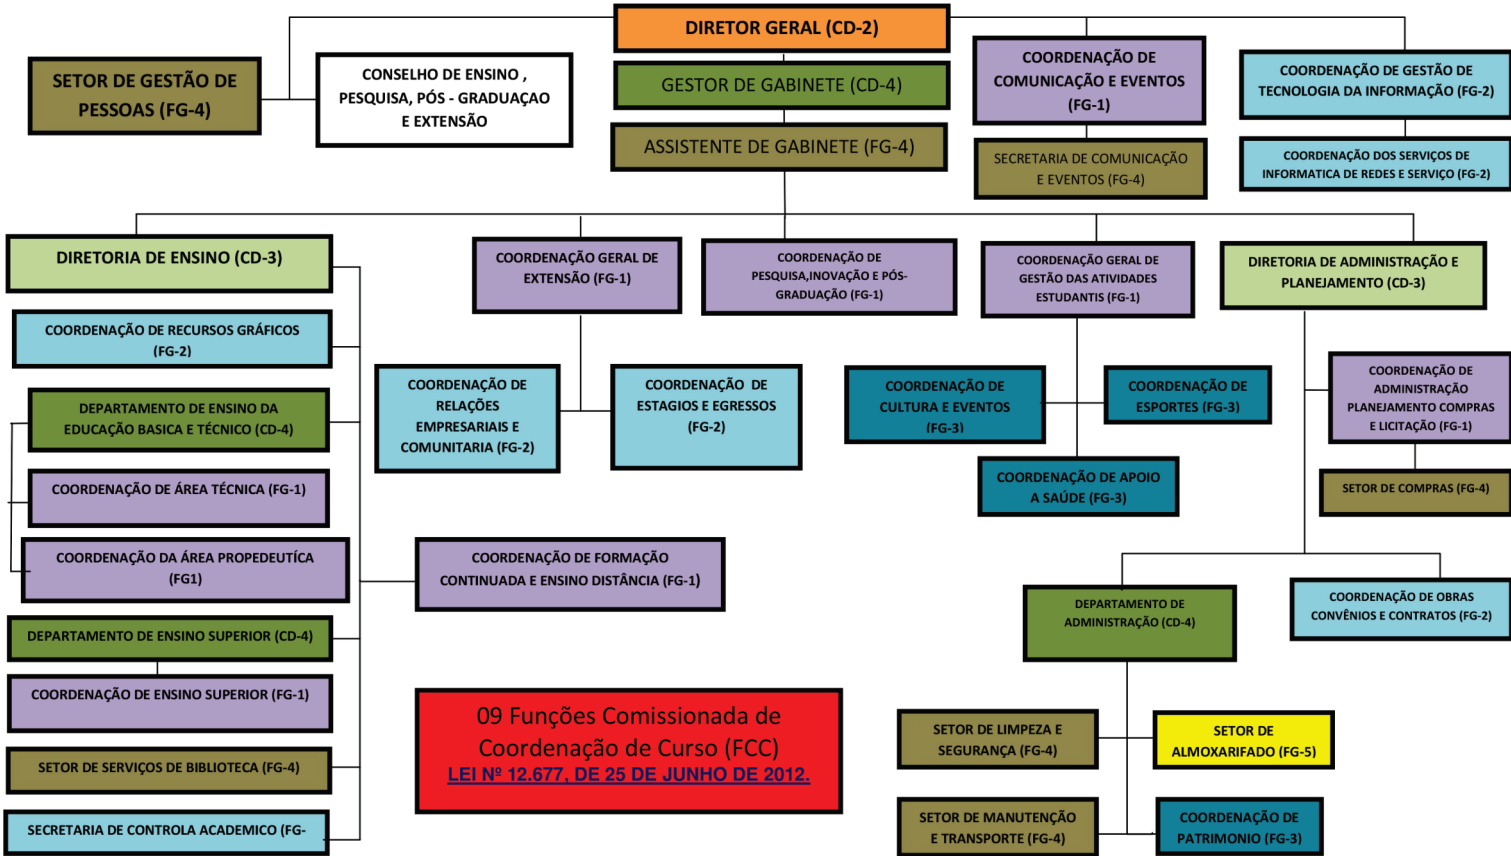 DIRETOR GERAL (CD-2)
SETOR DE GESTÃO DE
PESSOAS (FG-4)
CONSELHO DE ENSINO ,
PESQUISA, PÓS - GRADUAÇAO
E EXTENSÃO
GESTOR DE GABINETE (CD-4)
ASSISTENTE DE GABINETE (FG-4)
COORDENAÇÃO DE
COMUNICAÇÃO E EVENTOS
(FG-1)
SECRETARIA DE COMUNICAÇÃO
E EVENTOS (FG-4)
COORDENAÇÃO DE GESTÃO DE
TECNOLOGIA DA INFORMAÇÃO (FG-2)
COORDENAÇÃO DOS SERVIÇOS DE
INFORMATICA DE REDES E SERVIÇO (FG-2)
DIRETORIA DE ENSINO (CD-3)
COORDENAÇÃO GERAL DE
EXTENSÃO (FG-1)
COORDENAÇÃO DE
PESQUISA,INOVAÇÃO E PÓS-
GRADUAÇÃO (FG-1)
COORDENAÇÃO GERAL DE
GESTÃO DAS ATIVIDADES
ESTUDANTIS (FG-1)
DIRETORIA DE ADMINISTRAÇÃO E
PLANEJAMENTO (CD-3)
COORDENAÇÃO DE RECURSOS GRÁFICOS
(FG-2)
DEPARTAMENTO DE ENSINO DA
EDUCAÇÃO BASICA E TÉCNICO (CD-4)
COORDENAÇÃO DE ÁREA TÉCNICA (FG-1)
COORDENAÇÃO DA ÁREA PROPEDEUTÍCA
(FG1)
DEPARTAMENTO DE ENSINO SUPERIOR (CD-4)
COORDENAÇÃO DE ENSINO SUPERIOR (FG-1)
SETOR DE SERVIÇOS DE BIBLIOTECA (FG-4)
SECRETARIA DE CONTROLA ACADEMICO (FG-
COORDENAÇÃO DE
RELAÇÕES
EMPRESARIAIS E
COMUNITARIA (FG-2)
COORDENAÇÃO DE
ESTAGIOS E EGRESSOS
(FG-2)
COORDENAÇÃO DE FORMAÇÃO
CONTINUADA E ENSINO DISTÂNCIA (FG-1)
COORDENAÇÃO DE
CULTURA E EVENTOS
(FG-3)
COORDENAÇÃO DE
ESPORTES (FG-3)
COORDENAÇÃO DE APOIO
A SAÚDE (FG-3)
COORDENAÇÃO DE
ADMINISTRAÇÃO
PLANEJAMENTO COMPRAS
E LICITAÇÃO (FG-1)
SETOR DE COMPRAS (FG-4)
DEPARTAMENTO DE
ADMINISTRAÇÃO (CD-4)
COORDENAÇÃO DE OBRAS
CONVÊNIOS E CONTRATOS (FG-2)
SETOR DE LIMPEZA E
SEGURANÇA (FG-4)
SETOR DE
ALMOXARIFADO (FG-5)
SETOR DE MANUTENÇÃO
E TRANSPORTE (FG-4)
COORDENAÇÃO DE
PATRIMONIO (FG-3)
09 Funções Comissionada de
Coordenação de Curso (FCC)
LEI Nº 12.677, DE 25 DE JUNHO DE 2012.